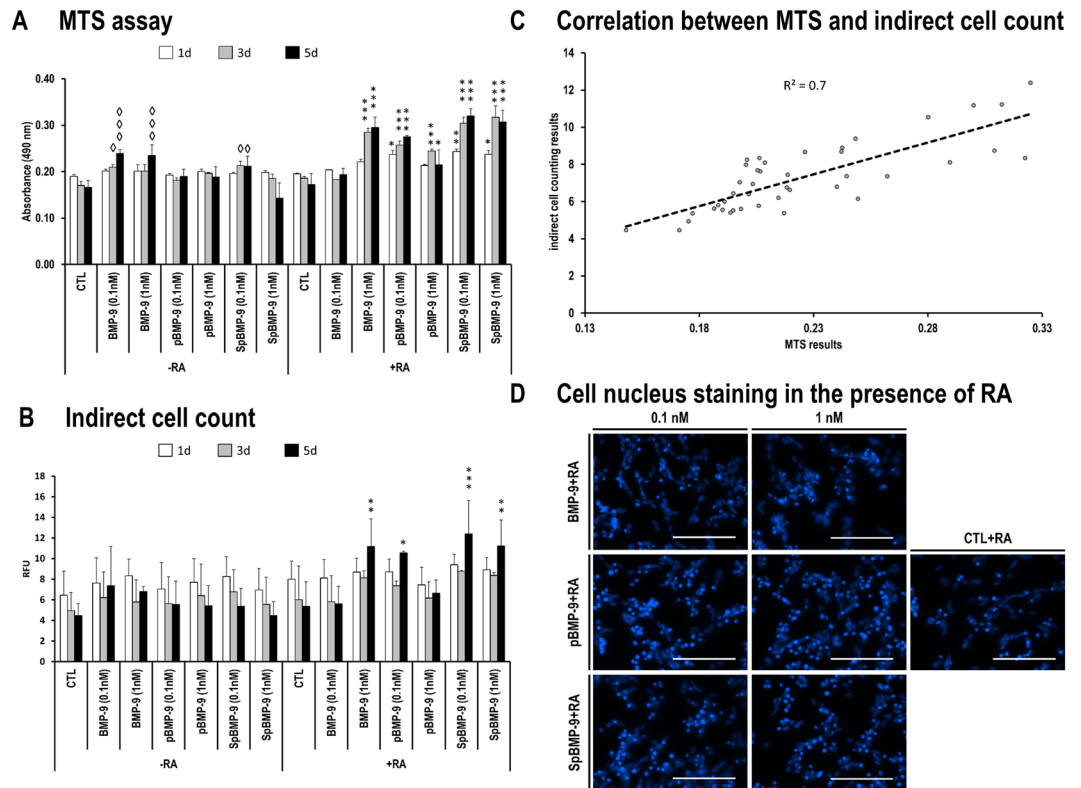 A MTS assay
1d 3d 5d
Absorbance (490 nm)
0.40
0.30
0.20
0.10
0.00
◊ ◊◊◊ ◊◊◊ ◊ ◊ *** *** * *** *** *** ** ** *** *** * *** ***
CTL
BMP-9 (0.1nM)
BMP-9 (1nM)
pBMP-9 (0.1nM)
pBMP-9 (1nM)
SpBMP-9 (0.1nM)
SpBMP-9 (1nM)
CTL
BMP-9 (0.1nM)
BMP-9 (1nM)
pBMP-9 (0.1nM)
pBMP-9 (1nM)
SpBMP-9 (0.1nM)
SpBMP-9 (1nM)
-RA +RA
B Indirect cell count
1d 3d 5d
RFU
18
16
14
12
10
8
6
4
2
0
** * *** **
CTL
BMP-9 (0.1nM)
BMP-9 (1nM)
pBMP-9 (0.1nM)
pBMP-9 (1nM)
SpBMP-9 (0.1nM)
SpBMP-9 (1nM)
CTL
BMP-9 (0.1nM)
BMP-9 (1nM)
pBMP-9 (0.1nM)
pBMP-9 (1nM)
SpBMP-9 (0.1nM)
SpBMP-9 (1nM)
-RA +RA
C Correlation between MTS and indirect cell count
indirect cell counting results
14
12
10
8
6
4
2
0
R² = 0.7
0.13 0.18 0.23 0.28 0.33
MTS results
D Cell nucleus staining in the presence of RA
0.1 nM 1 nM
BMP-9+RA
pBMP-9+RA
SpBMP-9+RA
CTL+RA